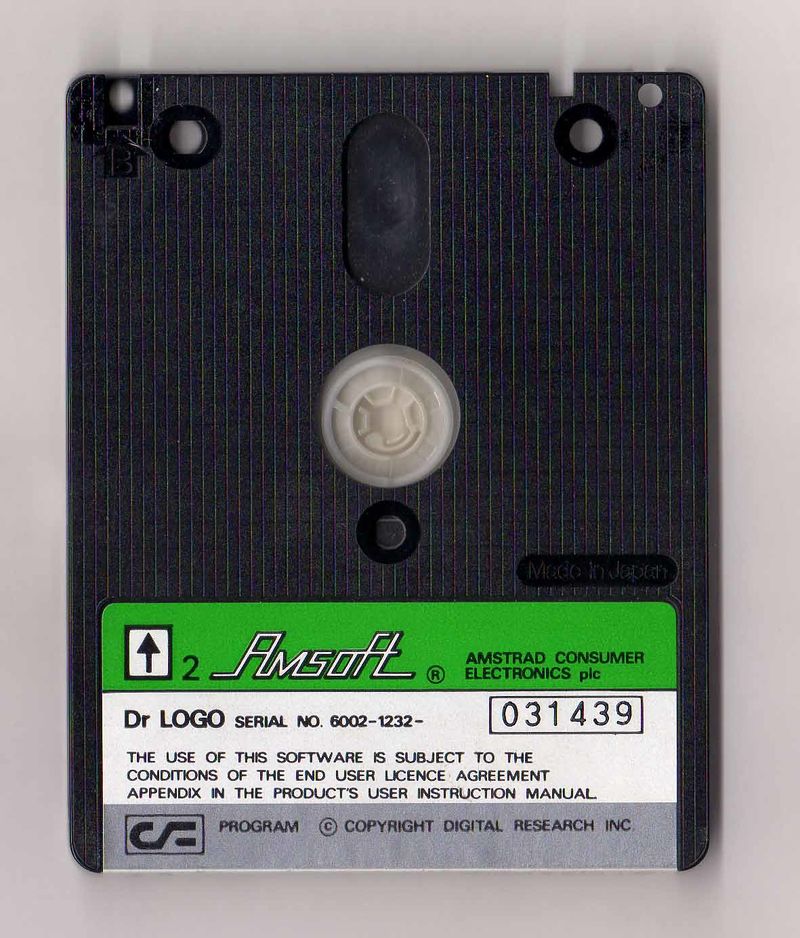 Made in Japan
2 Amsoft ® AMSTRAD CONSUMER
ELECTRONICS plc
Dr LOGO SERIAL NO. 6002-1232- 031439
THE USE OF THIS SOFTWARE IS SUBJECT TO THE
CONDITIONS OF THE END USER LICENCE AGREEMENT
APPENDIX IN THE PRODUCT'S USER INSTRUCTION MANUAL.
CF PROGRAM © COPYRIGHT DIGITAL RESEARCH INC